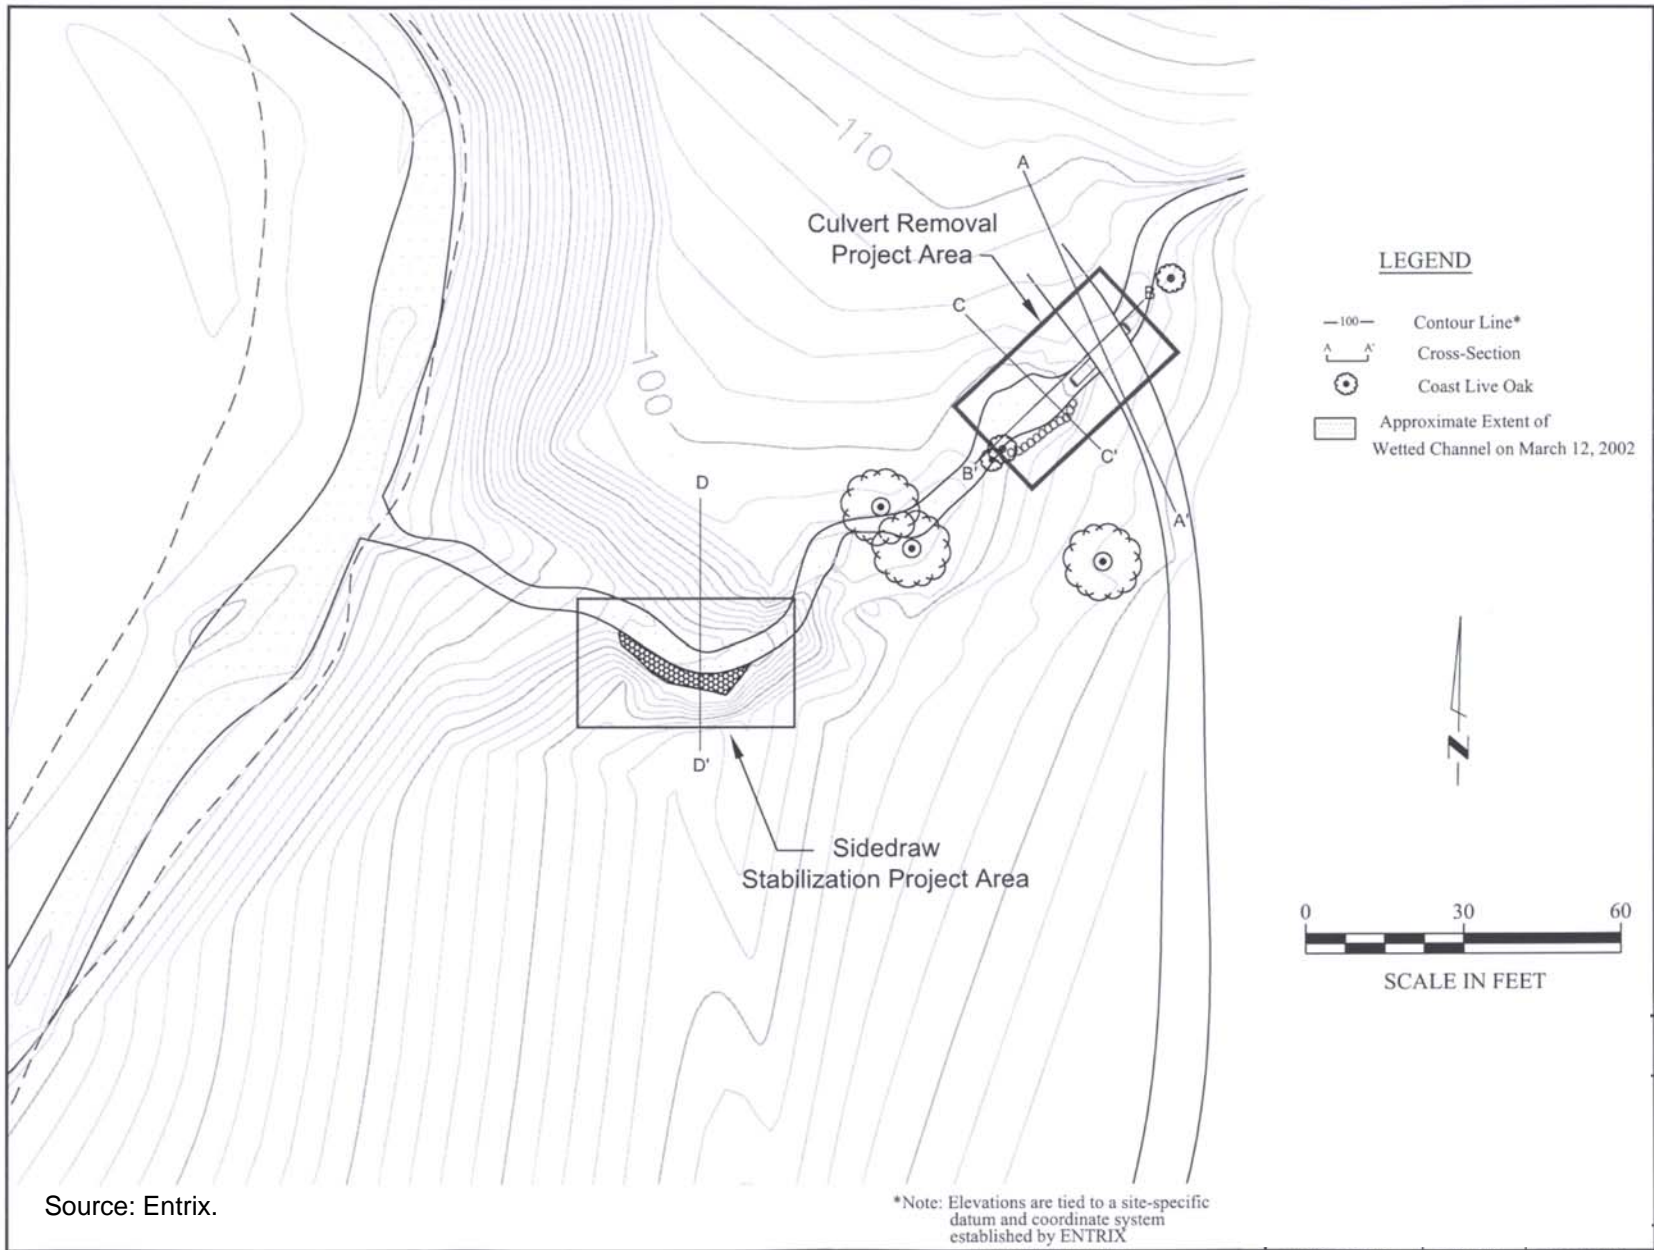 110
A
Culvert Removal
Project Area
B
C
LEGEND
—100— Contour Line*
A A' Cross-Section
Coast Live Oak
Approximate Extent of
Wetted Channel on March 12, 2002
100
C'
B'
D
A'
D'
Sidedraw
Stabilization Project Area
N
0 30 60
SCALE IN FEET
Source: Entrix.
*Note: Elevations are tied to a site-specific
datum and coordinate system
established by ENTRIX